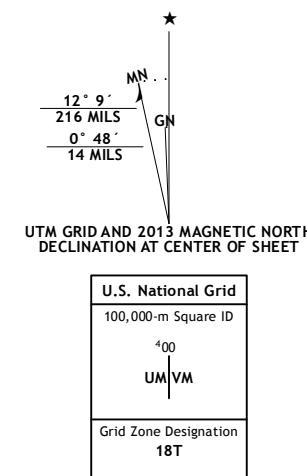 MN
12° 9´
216 MILS
GN
0° 48´
14 MILS
UTM GRID AND 2013 MAGNETIC NORTH
DECLINATION AT CENTER OF SHEET
U.S. National Grid
100,000-m Square ID
⁴00
UM VM
Grid Zone Designation
18T